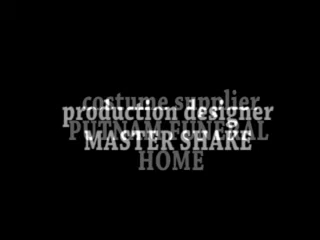 costume supplier
production designer
PUTNAM FUNERAL
MASTER SHAKE
HOME